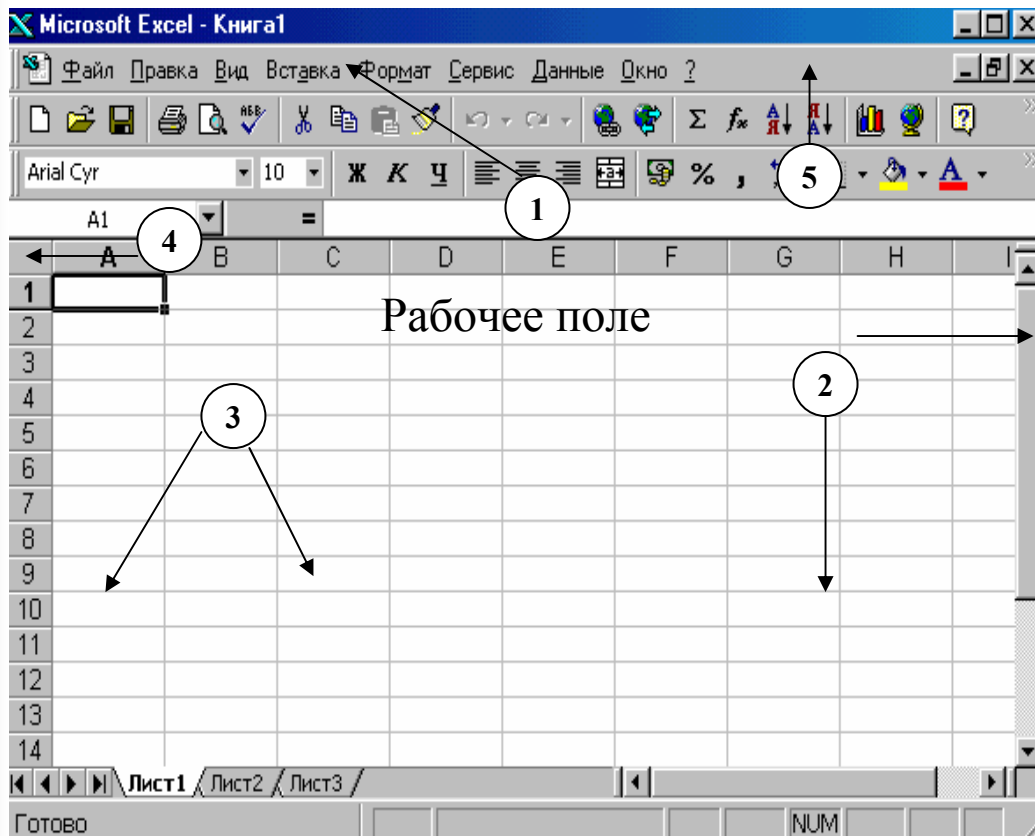 Microsoft Excel - Книга1
Файл Правка Вид Вставка Формат Сервис Данные Окно ?
Arial Cyr 10 Ж К Ч % , 5
1
A1 =
4
A B C D E F G H I
1
2
3
4
5
6
7
8
9
10
11
12
13
14
Рабочее поле
2
3
Лист1 Лист2 Лист3
Готово NUM